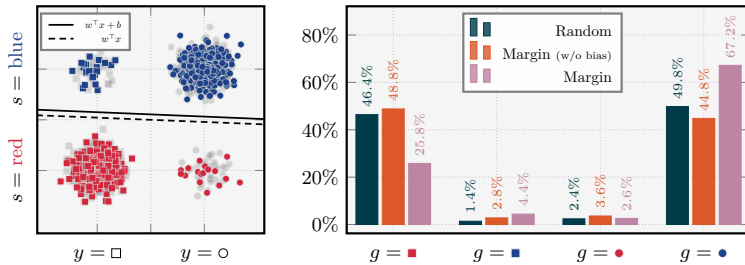 w⊤x + b
w⊤x
s = blue
s = red
y = □
y = ○
80%
60%
40%
20%
0%
Random
Margin (w/o bias)
Margin
46.4%
48.8%
25.8%
1.4%
2.8%
4.4%
2.4%
3.6%
2.6%
49.8%
44.8%
67.2%
g = ■
g = ■
g = ●
g = ●